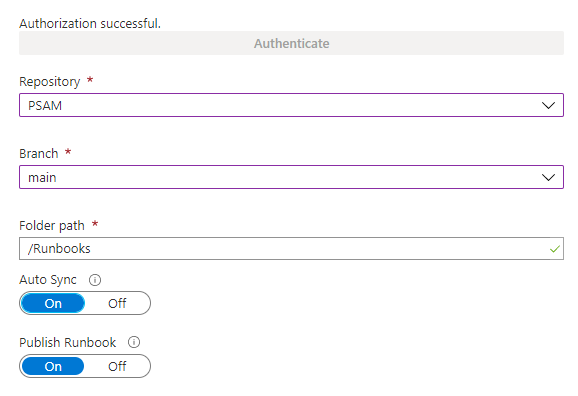 Authorization successful.
Authenticate
Repository *
PSAM
Branch *
main
Folder path *
/Runbooks
Auto Sync
On Off
Publish Runbook
On Off